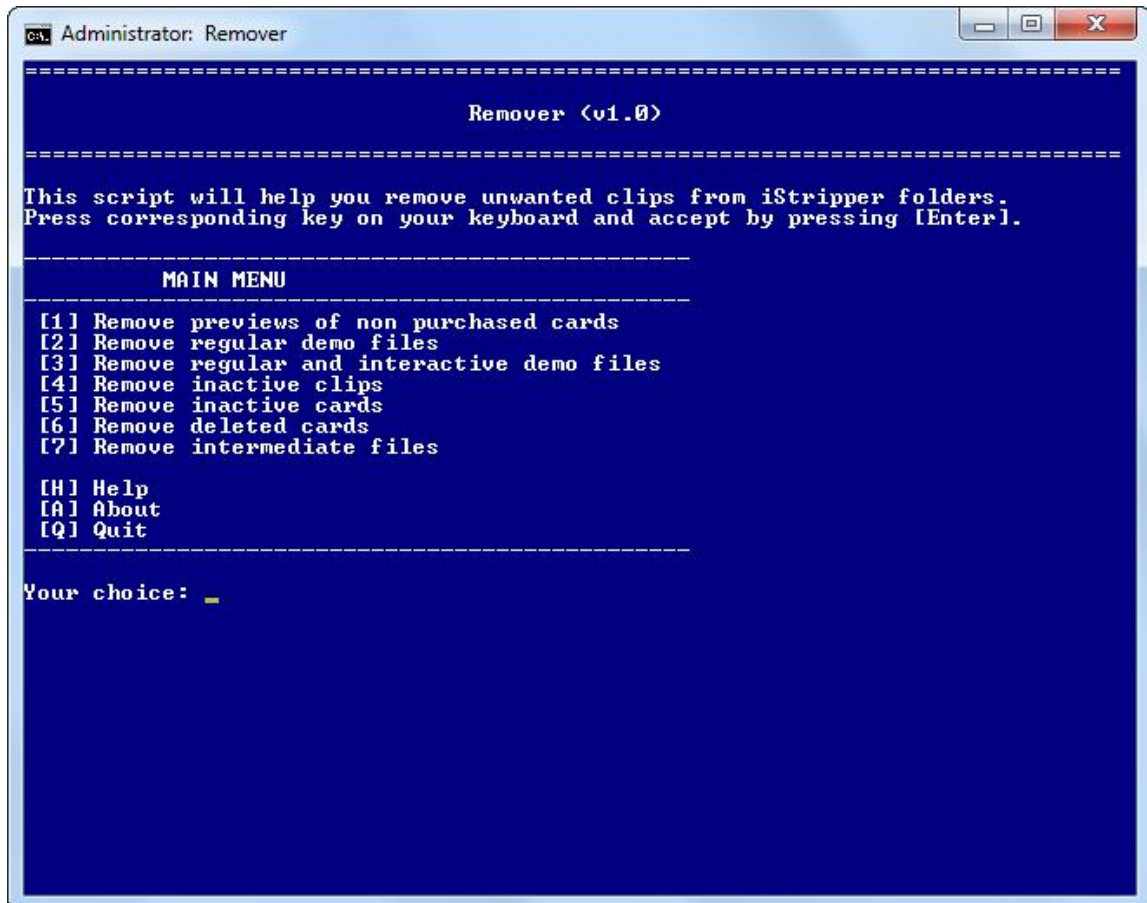 Administrator: Remover
===============================================================================
Remover (v1.0)
===============================================================================
This script will help you remove unwanted clips from iStripper folders.
Press corresponding key on your keyboard and accept by pressing [Enter].
------------------------------------------------
MAIN MENU
------------------------------------------------
[1] Remove previews of non purchased cards
[2] Remove regular demo files
[3] Remove regular and interactive demo files
[4] Remove inactive clips
[5] Remove inactive cards
[6] Remove deleted cards
[7] Remove intermediate files
[H] Help
[A] About
[Q] Quit
------------------------------------------------
Your choice: _